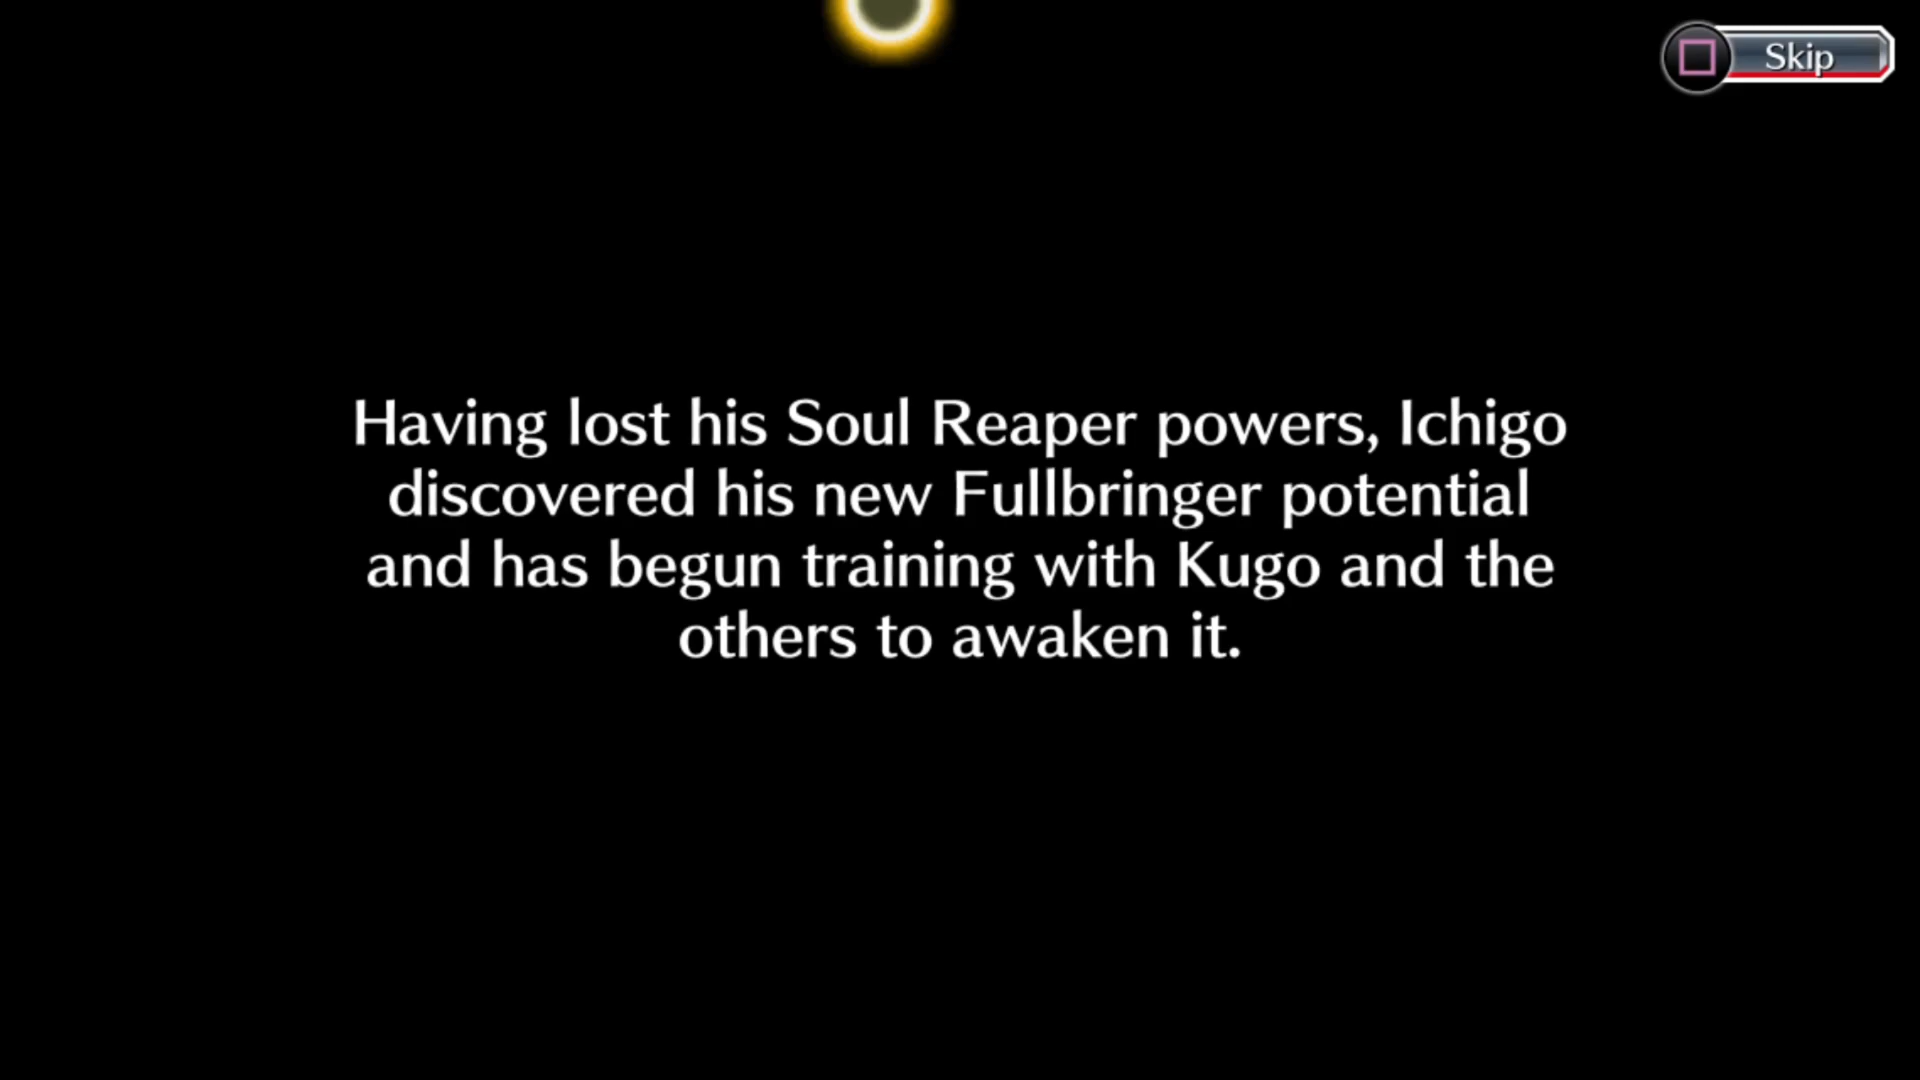 Skip
Having lost his Soul Reaper powers, Ichigo
discovered his new Fullbringer potential
and has begun training with Kugo and the
others to awaken it.